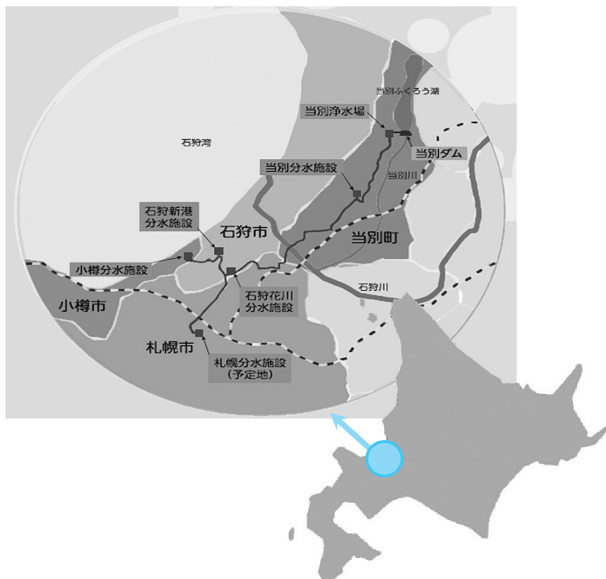 当別ふくろう湖
当別浄水場
石狩湾
当別ダム
当別分水施設
当別川
石狩新港
分水施設
石狩市
当別町
小樽分水施設
石狩花川
分水施設
石狩川
小樽市
札幌市
札幌分水施設
(予定地)